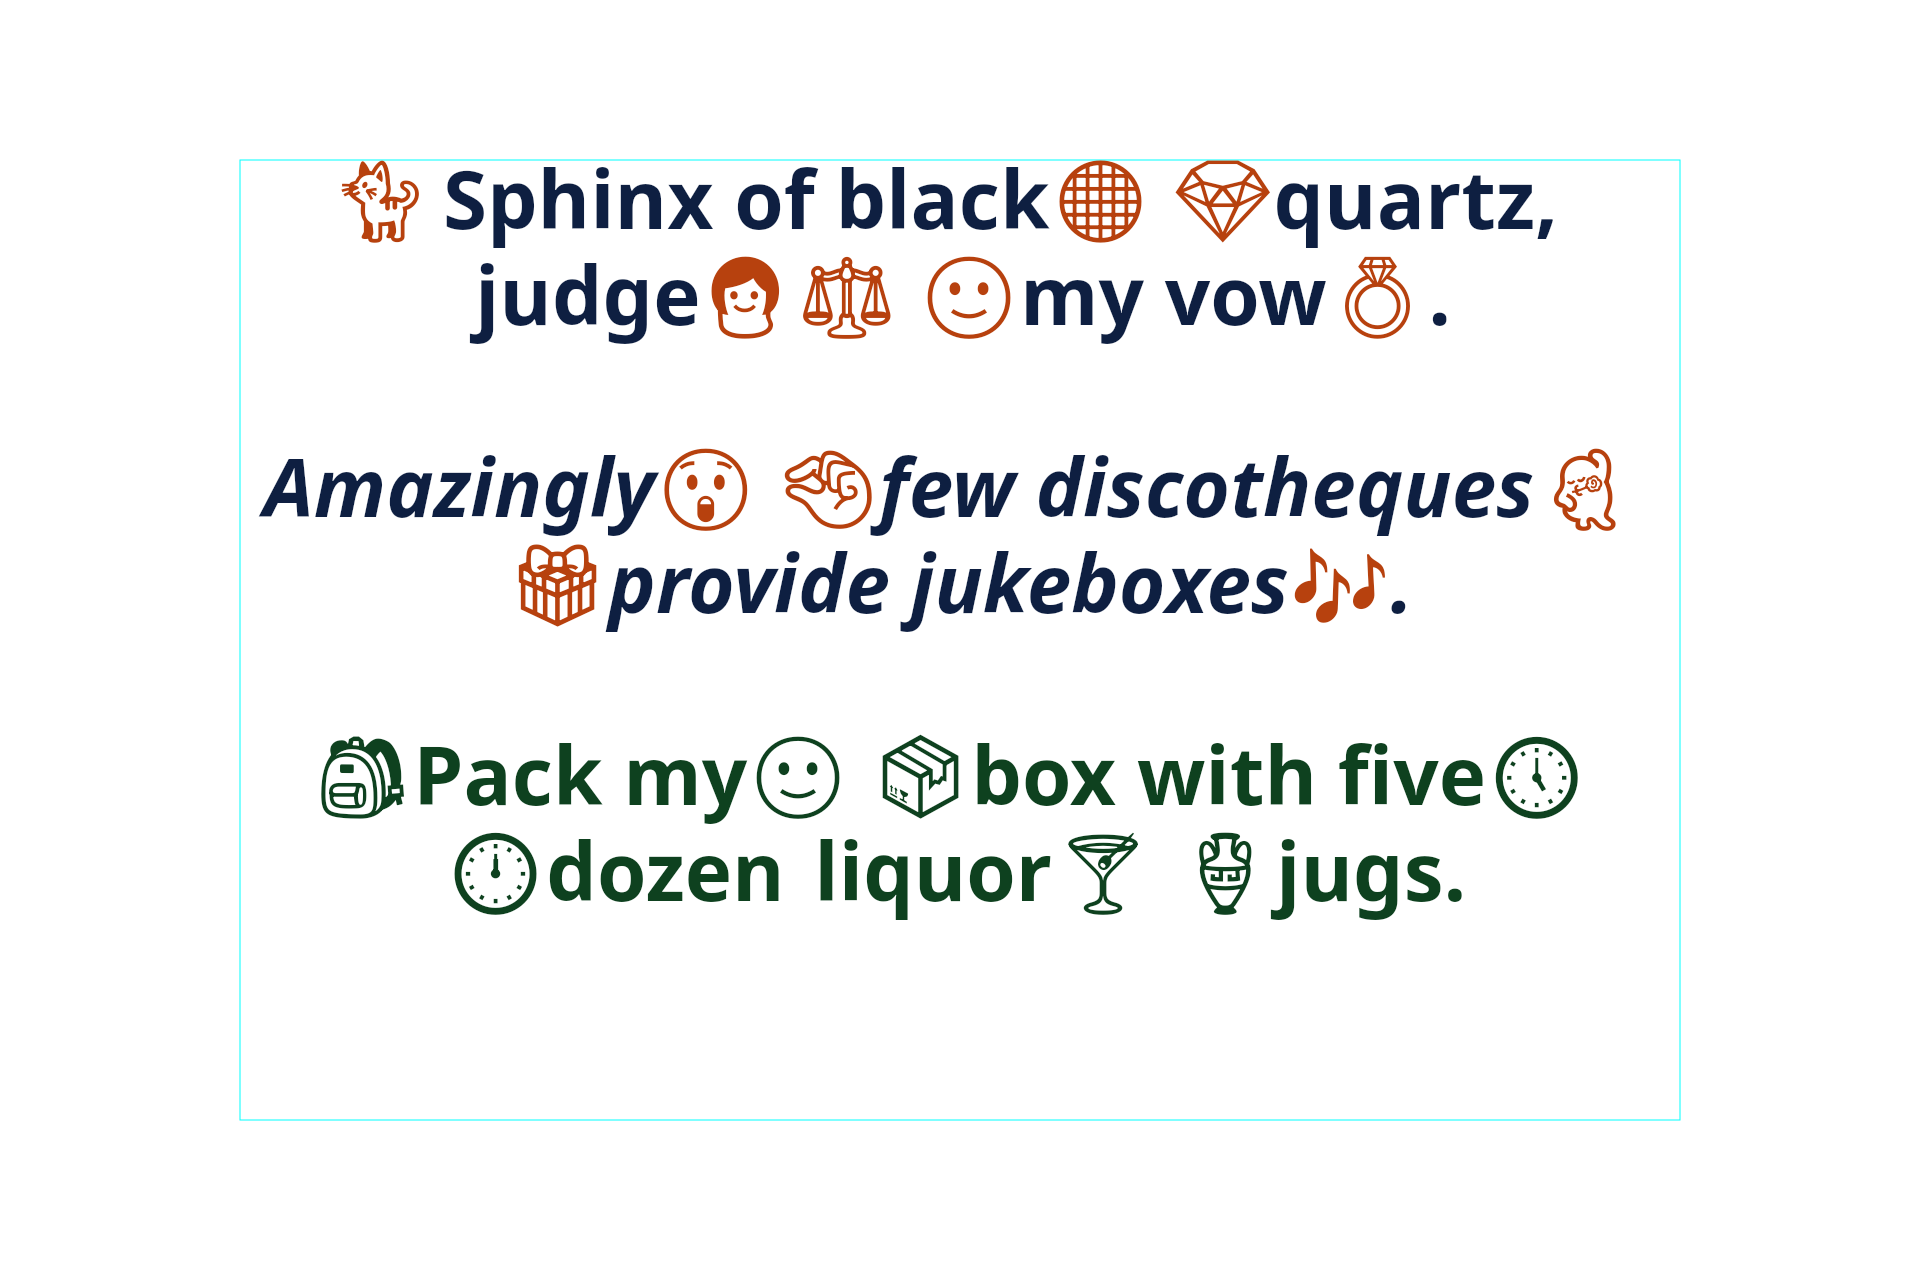 🐈 Sphinx of black🌐 💎quartz,
judge👩⚖ 🙂my vow💍.
Amazingly😯 🤏few discotheques💃
🎁provide jukeboxes🎶.
🎒Pack my🙂 📦box with five🕔
🕛dozen liquor🍸 🏺jugs.